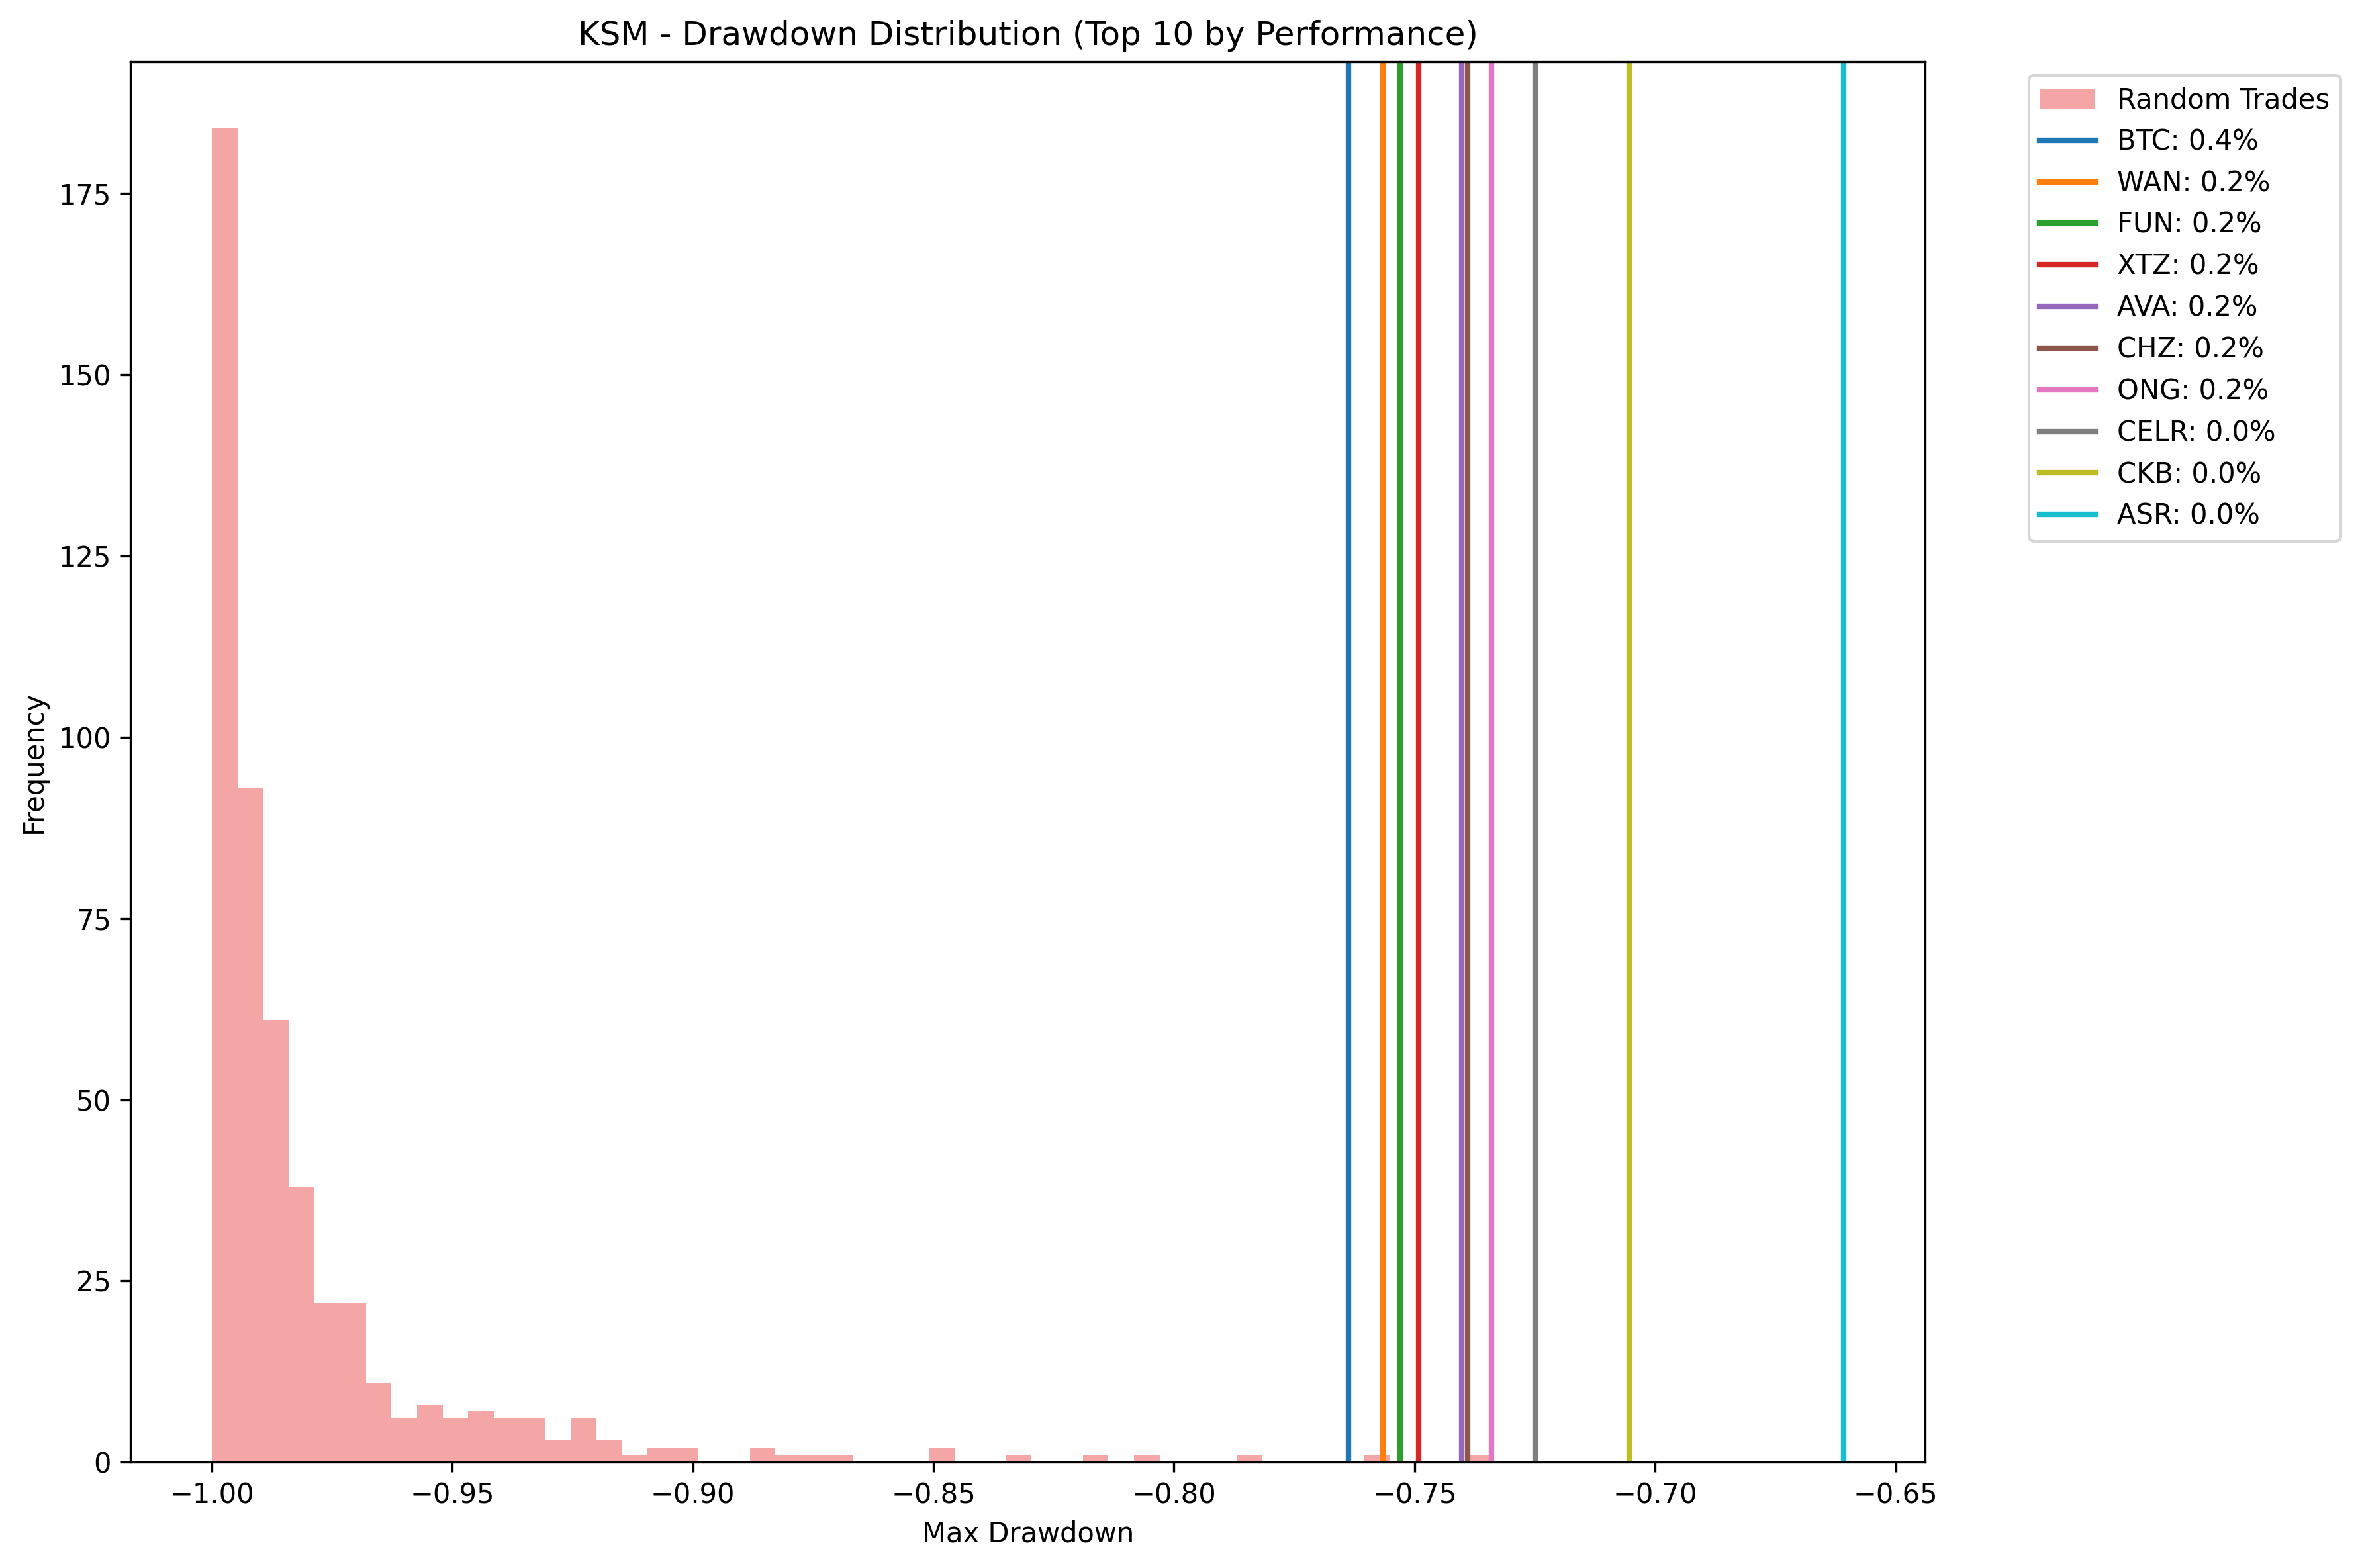 KSM - Drawdown Distribution (Top 10 by Performance)
Random Trades
BTC: 0.4%
WAN: 0.2%
FUN: 0.2%
XTZ: 0.2%
AVA: 0.2%
CHZ: 0.2%
ONG: 0.2%
CELR: 0.0%
CKB: 0.0%
ASR: 0.0%
Frequency
175
150
125
100
75
50
25
0
−1.00 −0.95 −0.90 −0.85 −0.80 −0.75 −0.70 −0.65
Max Drawdown